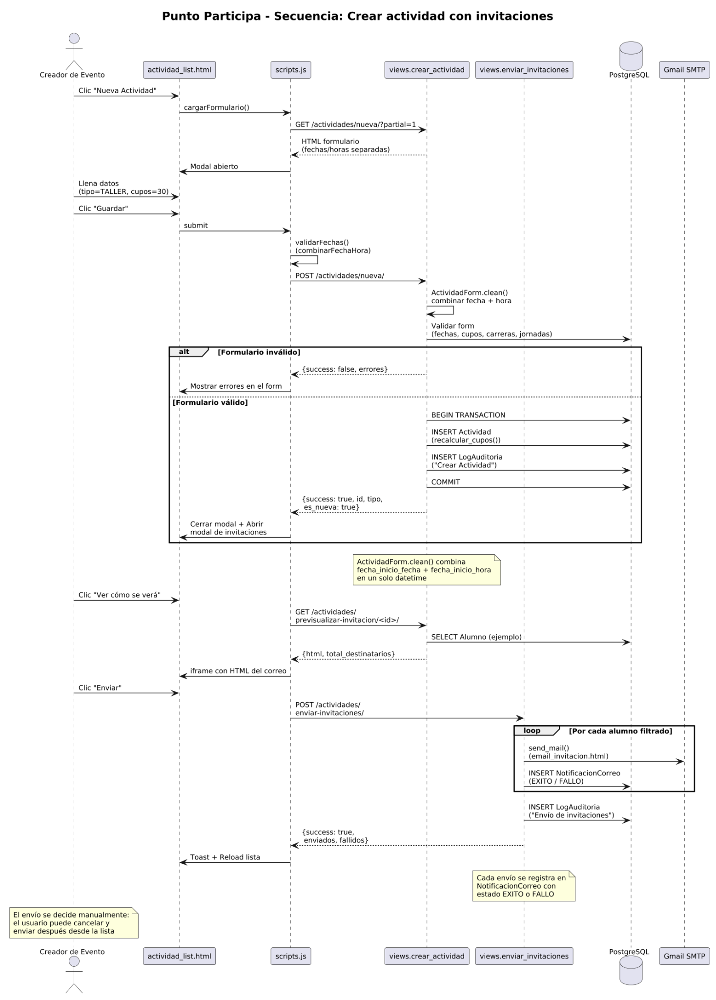 Punto Participa - Secuencia: Crear actividad con invitaciones
Creador de Evento
actividad_list.html
scripts.js
views.crear_actividad
views.enviar_invitaciones
PostgreSQL
Gmail SMTP
Clic "Nueva Actividad"
cargarFormulario()
GET /actividades/nueva/?partial=1
HTML formulario
(fechas/horas separadas)
Modal abierto
Llena datos
(tipo=TALLER, cupos=30)
Clic "Guardar"
submit
validarFechas()
(combinarFechaHora)
POST /actividades/nueva/
ActividadForm.clean()
combinar fecha + hora
Validar form
(fechas, cupos, carreras, jornadas)
alt
[Formulario inválido]
{success: false, errores}
Mostrar errores en el form
[Formulario válido]
BEGIN TRANSACTION
INSERT Actividad
(recalcular_cupos())
INSERT LogAuditoria
("Crear Actividad")
COMMIT
{success: true, id, tipo,
es_nueva: true}
Cerrar modal + Abrir
modal de invitaciones
ActividadForm.clean() combina
fecha_inicio_fecha + fecha_inicio_hora
en un solo datetime
Clic "Ver cómo se verá"
GET /actividades/
previsualizar-invitacion/<id>/
SELECT Alumno (ejemplo)
{html, total_destinatarios}
iframe con HTML del correo
Clic "Enviar"
POST /actividades/
enviar-invitaciones/
loop
[Por cada alumno filtrado]
send_mail()
(email_invitacion.html)
INSERT NotificacionCorreo
(EXITO / FALLO)
INSERT LogAuditoria
("Envío de invitaciones")
{success: true,
enviados, fallidos}
Toast + Reload lista
Cada envío se registra en
NotificacionCorreo con
estado EXITO o FALLO
El envío se decide manualmente:
el usuario puede cancelar y
enviar después desde la lista
Creador de Evento
actividad_list.html
scripts.js
views.crear_actividad
views.enviar_invitaciones
PostgreSQL
Gmail SMTP